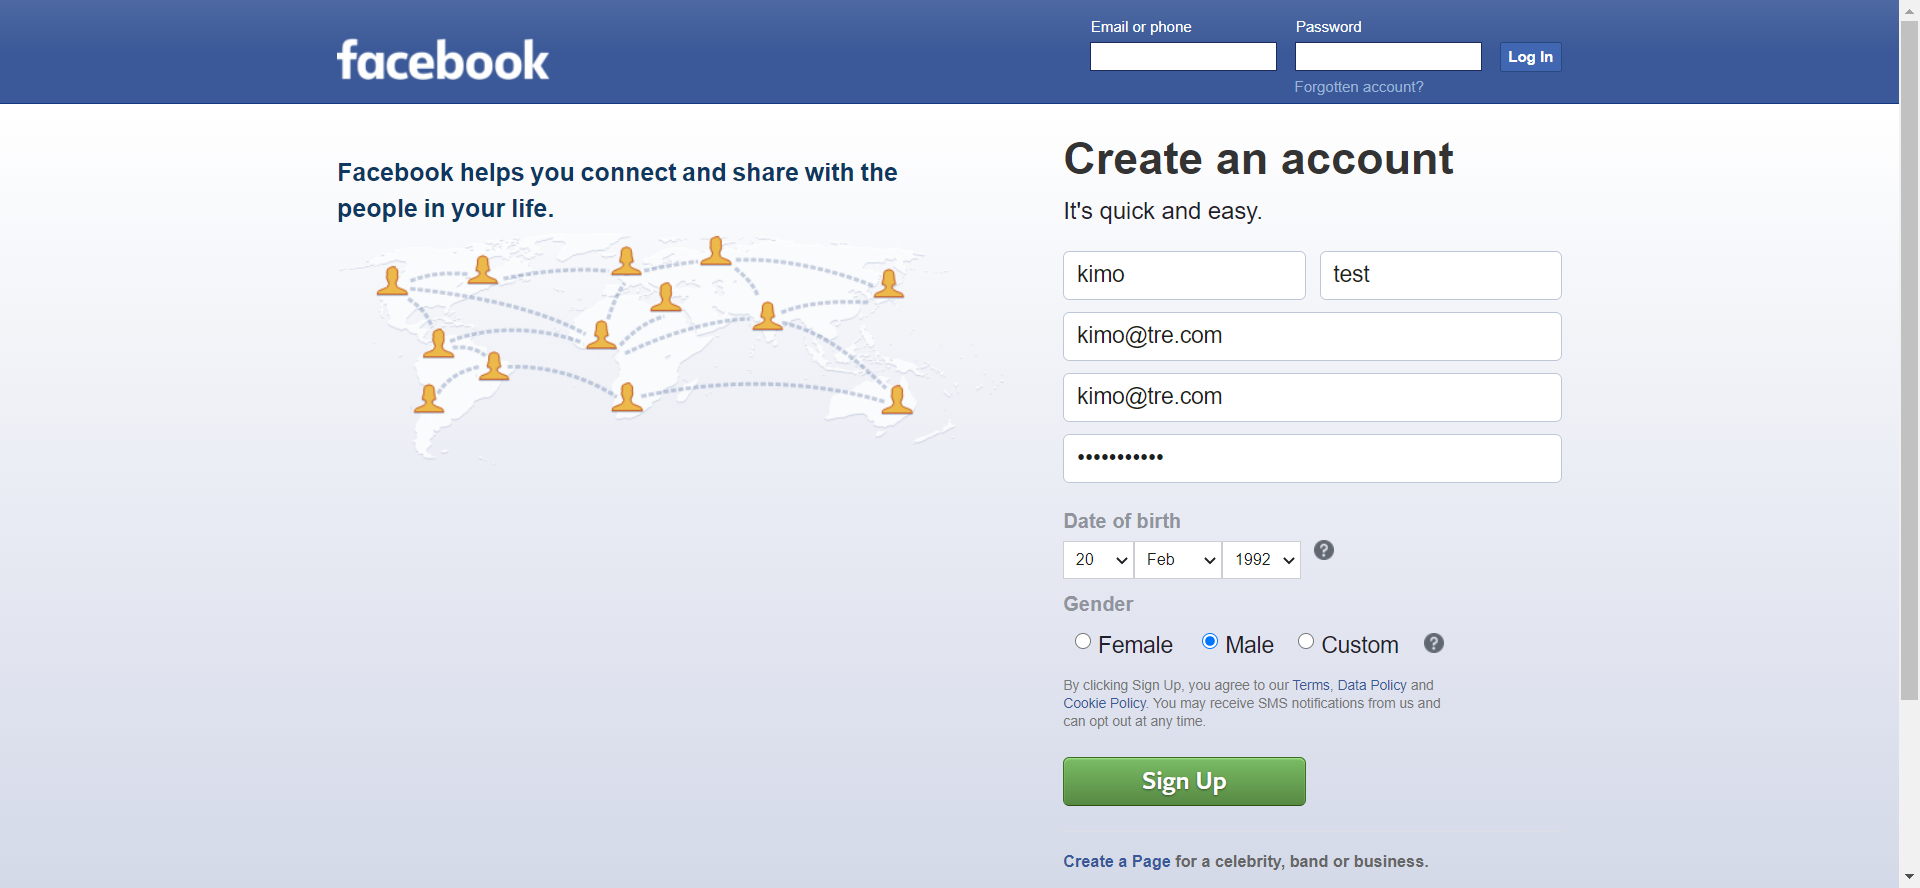 facebook
Email or phone
Password
Log In
Forgotten account?
Facebook helps you connect and share with the
people in your life.
Create an account
It's quick and easy.
kimo
test
kimo@tre.com
kimo@tre.com
•••••••••••
Date of birth
20
Feb
1992
?
Gender
Female
Male
Custom
?
By clicking Sign Up, you agree to our Terms, Data Policy and
Cookie Policy. You may receive SMS notifications from us and
can opt out at any time.
Sign Up
Create a Page for a celebrity, band or business.